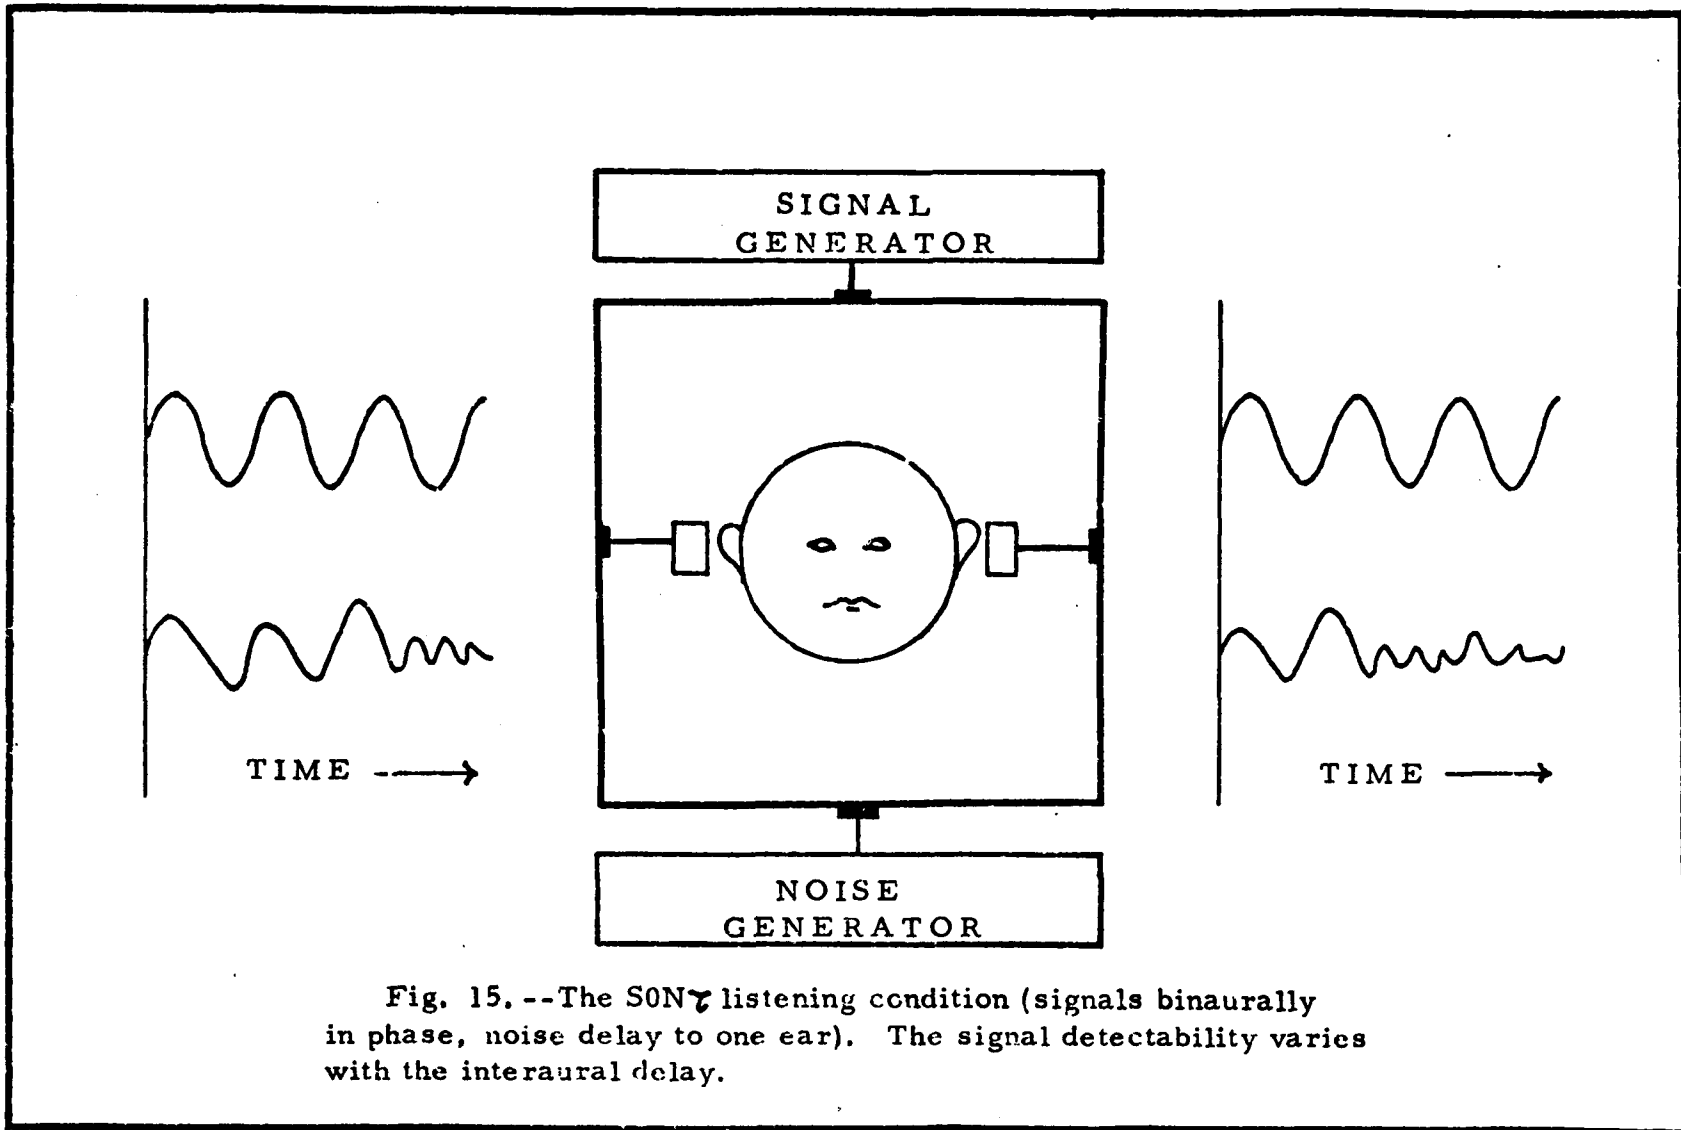 SIGNAL
GENERATOR
TIME
TIME
NOISE
GENERATOR
Fig. 15. --The S0Nτ listening condition (signals binaurally
in phase, noise delay to one ear). The signal detectability varies
with the interaural delay.